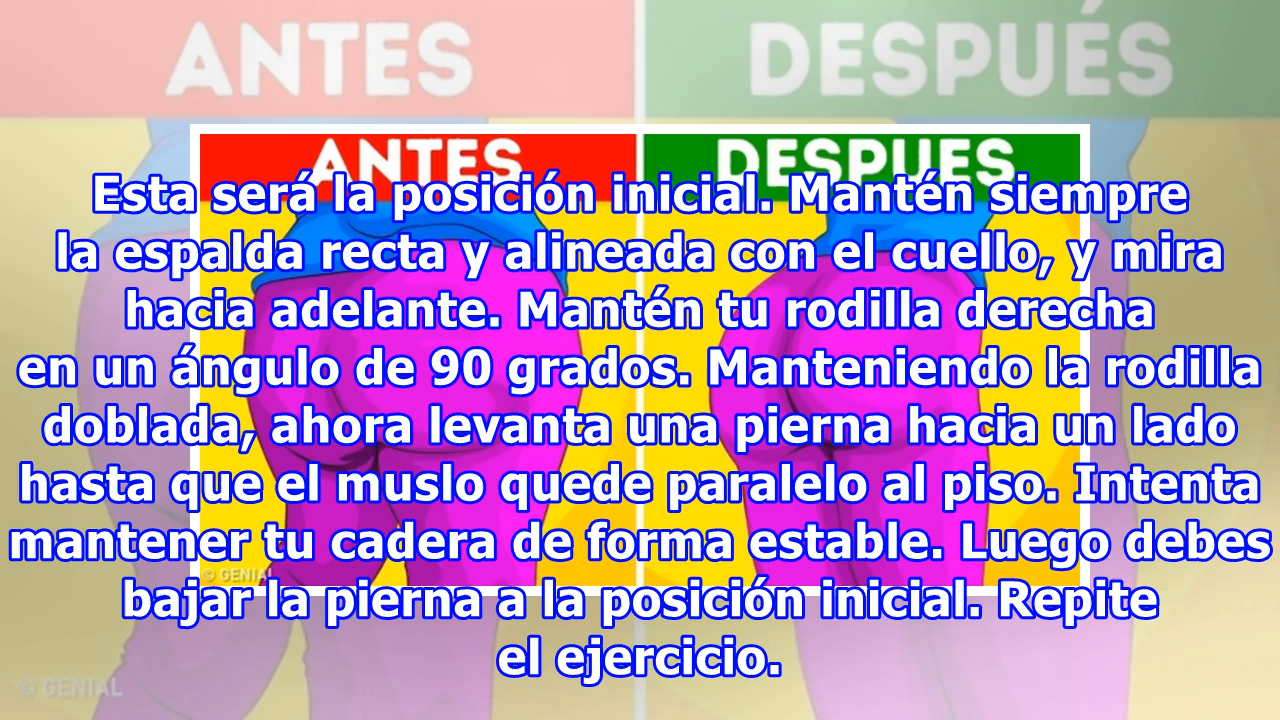 ANTES DESPUÉS
ANTES DESPUES
Esta será la posición inicial. Mantén siempre
la espalda recta y alineada con el cuello, y mira
hacia adelante. Mantén tu rodilla derecha
en un ángulo de 90 grados. Manteniendo la rodilla
doblada, ahora levanta una pierna hacia un lado
hasta que el muslo quede paralelo al piso. Intenta
mantener tu cadera de forma estable. Luego debes
© GENIAL
bajar la pierna a la posición inicial. Repite
el ejercicio.
© GENIAL